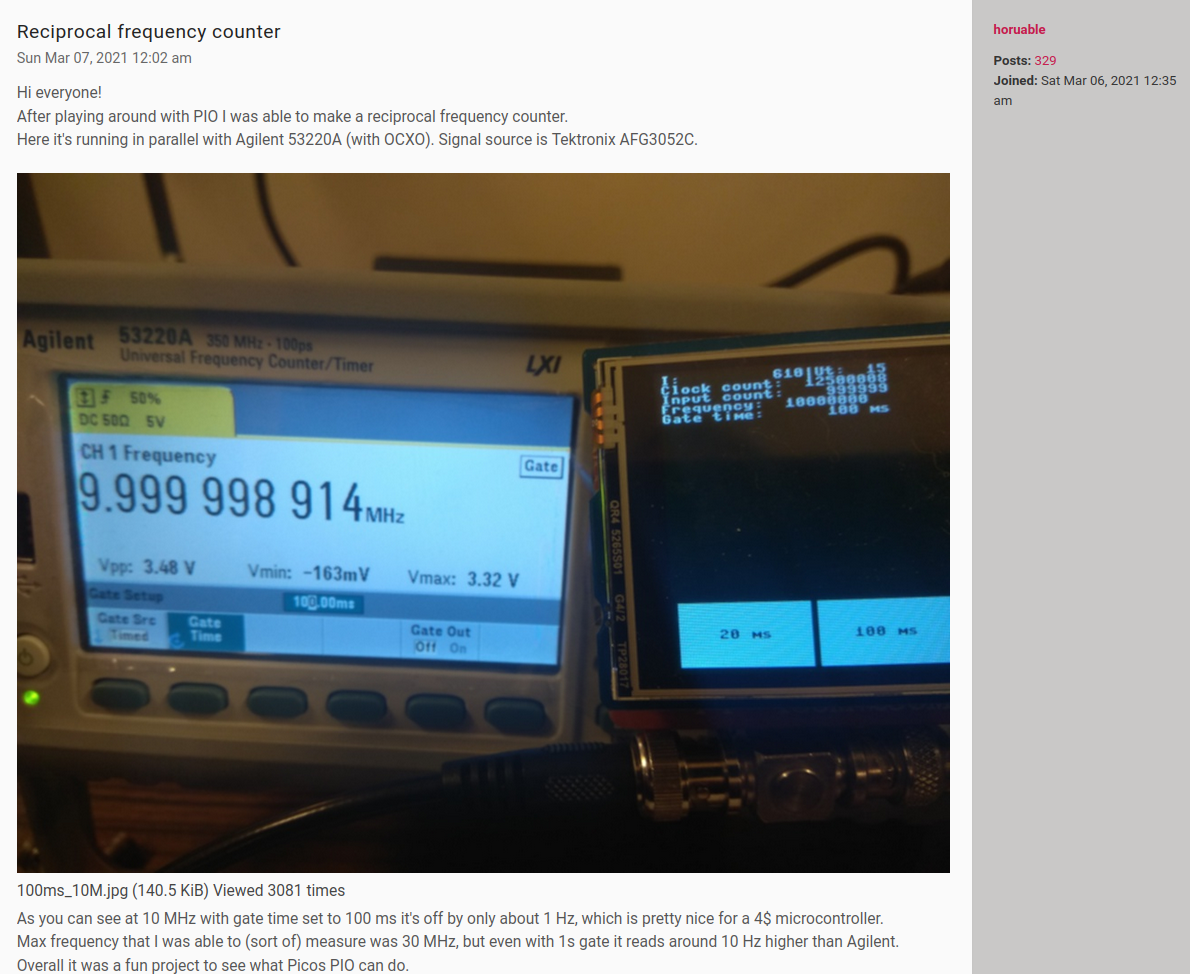 Reciprocal frequency counter
Sun Mar 07, 2021 12:02 am
Hi everyone!
After playing around with PIO I was able to make a reciprocal frequency counter.
Here it's running in parallel with Agilent 53220A (with OCXO). Signal source is Tektronix AFG3052C.
horuable
Posts: 329
Joined: Sat Mar 06, 2021 12:35
am
Agilent 53220A 350 MHz - 100ps
Universal Frequency Counter/Timer
LXI
50%
DC 50Ω 5V
CH 1 Frequency
Gate
9.999 998 914 MHz
Vpp: 3.48 V Vmin: -163mV Vmax: 3.32 V
Gate Setup
100.00ms
Gate Src
Timed
Gate
Time
Gate Out
Off On
I: 610|Ut: 15
Clock count: 12500008
Input count: 999999
Frequency: 10000000
Gate time: 100 ms
20 ms
100 ms
100ms_10M.jpg (140.5 KiB) Viewed 3081 times
As you can see at 10 MHz with gate time set to 100 ms it's off by only about 1 Hz, which is pretty nice for a 4$ microcontroller.
Max frequency that I was able to (sort of) measure was 30 MHz, but even with 1s gate it reads around 10 Hz higher than Agilent.
Overall it was a fun project to see what Picos PIO can do.